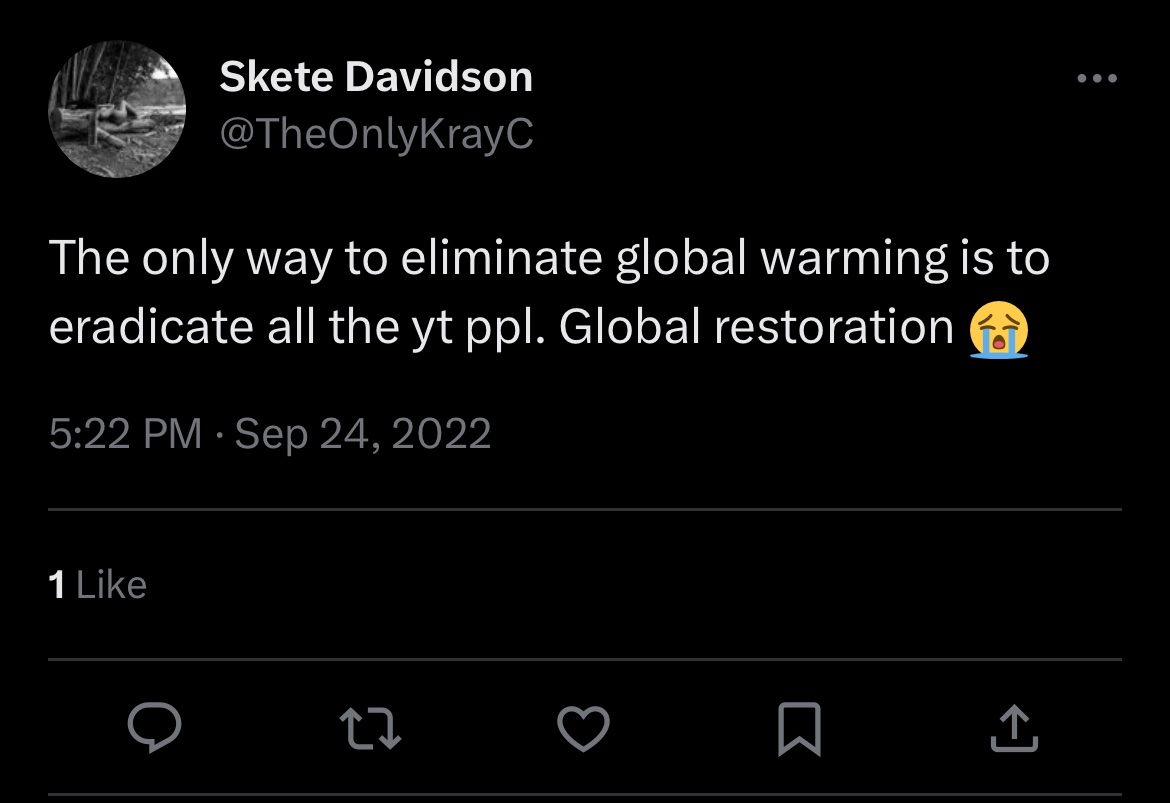 Skete Davidson
@TheOnlyKrayC
The only way to eliminate global warming is to
eradicate all the yt ppl. Global restoration 😭
5:22 PM · Sep 24, 2022
1 Like